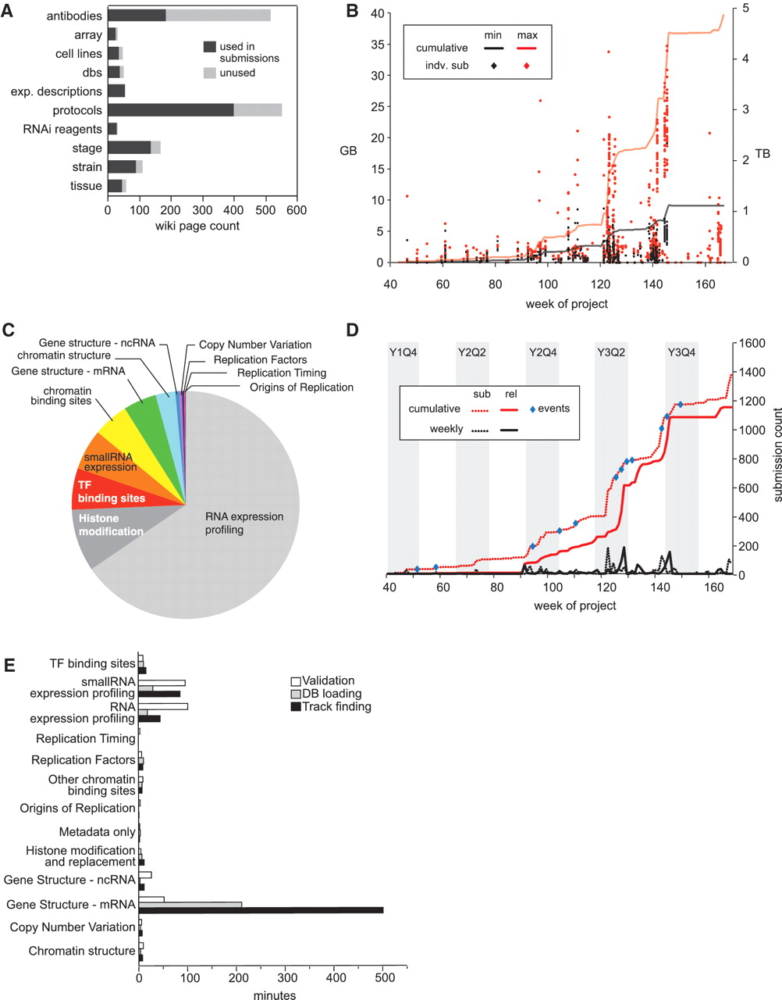 A
antibodies
array
cell lines
dbs
exp. descriptions
protocols
RNAi reagents
stage
strain
tissue
used in
submissions
unused
0 100 200 300 400 500 600
wiki page count
B
40
35
30
25
20
15
10
5
0
GB
min max
cumulative
indv. sub
5
4
3
2
1
0
TB
40 60 80 100 120 140 160
week of project
C
Gene structure - ncRNA
chromatin structure
Gene structure - mRNA
chromatin
binding sites
smallRNA
expression
TF
binding sites
Histone
modification
Copy Number Variation
Replication Factors
Replication Timing
Origins of Replication
RNA expression
profiling
D
Y1Q4 Y2Q2 Y2Q4 Y3Q2 Y3Q4
sub rel
cumulative events
weekly
1600
1400
1200
1000
800
600
400
200
0
submission count
40 60 80 100 120 140 160
week of project
E
TF binding sites
smallRNA
expression profiling
RNA
expression profiling
Replication Timing
Replication Factors
Other chromatin
binding sites
Origins of Replication
Metadata only
Histone modification
and replacement
Gene Structure - ncRNA
Gene Structure - mRNA
Copy Number Variation
Chromatin structure
Validation
DB loading
Track finding
0 100 200 300 400 500
minutes